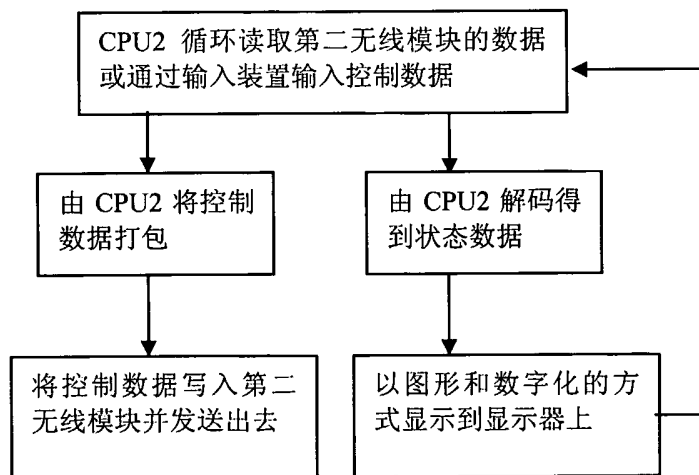 CPU2 循环读取第二无线模块的数据
或通过输入装置输入控制数据
由 CPU2 将控制
数据打包
由 CPU2 解码得
到状态数据
将控制数据写入第二
无线模块并发送出去
以图形和数字化的方
式显示到显示器上